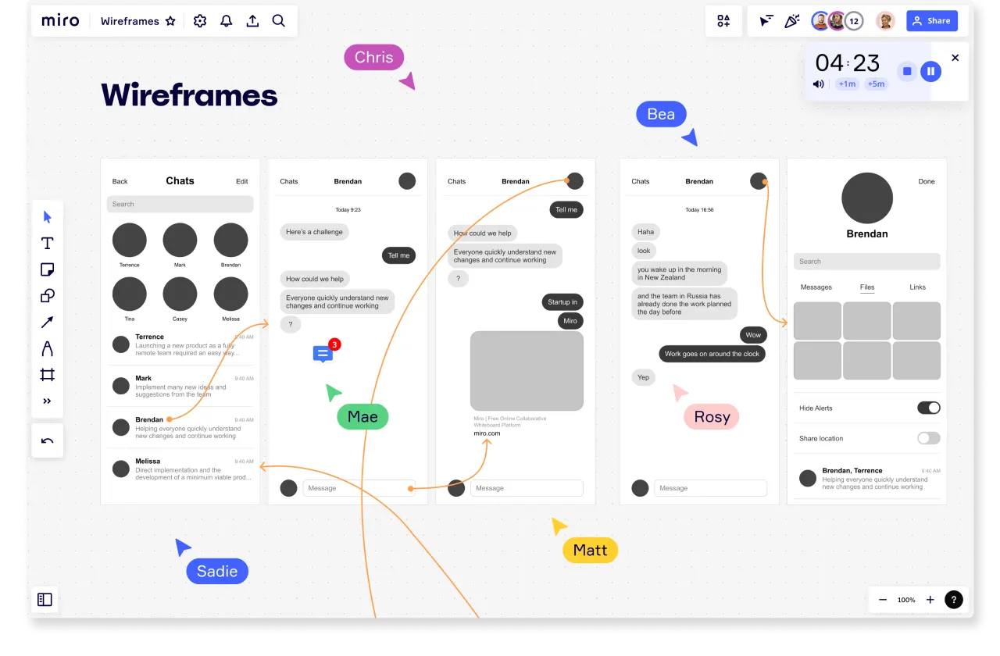 miro
Wireframes
12
Share
04:23
+1m
+5m
Chris
Wireframes
Bea
Back
Chats
Edit
Search
Terrence
Mark
Brendan
Tina
Casey
Melissa
Terrence
9:40 AM
Launching a new product as a fully
remote team required an easy way...
Mark
9:40 AM
Implement many new ideas and
suggestions from the team
Brendan
9:40 AM
Helping everyone quickly understand
new changes and continue working
Melissa
9:40 AM
Direct implementation and the
development of a minimum viable prod...
Chats
Brendan
Today 9:23
Here's a challenge
Tell me
How could we help
Everyone quickly understand new
changes and continue working
?
3
Mae
Message
Chats
Brendan
Tell me
How could we help
Everyone quickly understand new
changes and continue working
?
Startup in
Miro
Miro | Free Online Collaborative
Whiteboard Platform
miro.com
Message
Chats
Brendan
Today 16:56
Haha
look
you wake up in the morning
in New Zealand
and the team in Russia has
already done the work planned
the day before
Wow
Work goes on around the clock
Yep
Rosy
Message
Done
Brendan
Search
Messages
Files
Links
Hide Alerts
Share location
Brendan, Terrence
9:40 AM
Helping everyone quickly understand
new changes and continue working
Sadie
Matt
100%
?